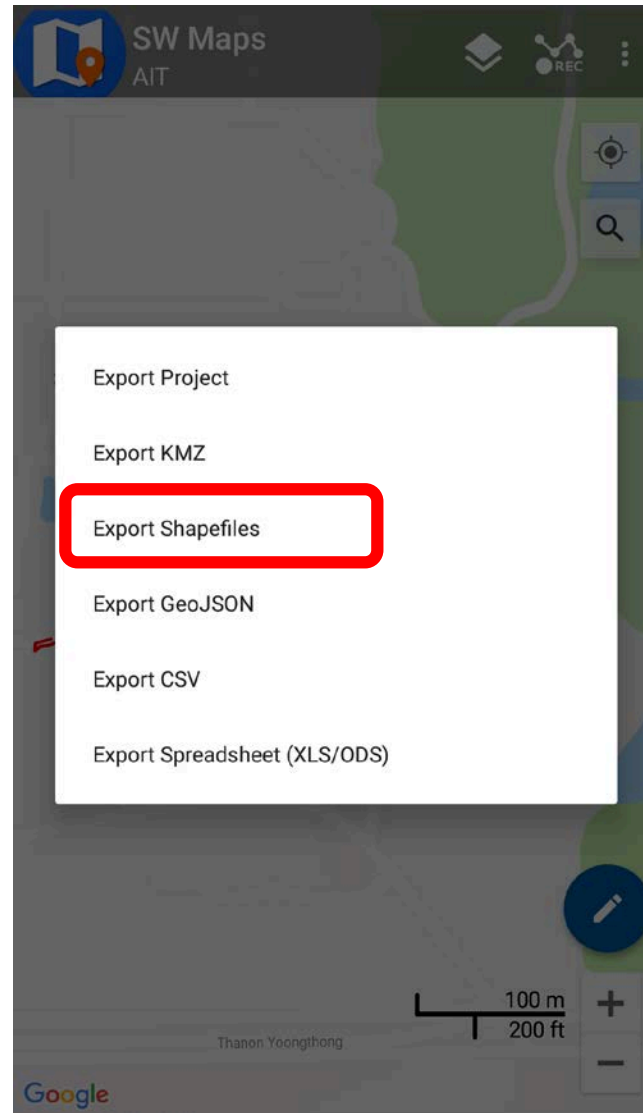 SW Maps
AIT
REC
Export Project
Export KMZ
Export Shapefiles
Export GeoJSON
Export CSV
Export Spreadsheet (XLS/ODS)
100 m
200 ft
Thanon Yoongthong
Google